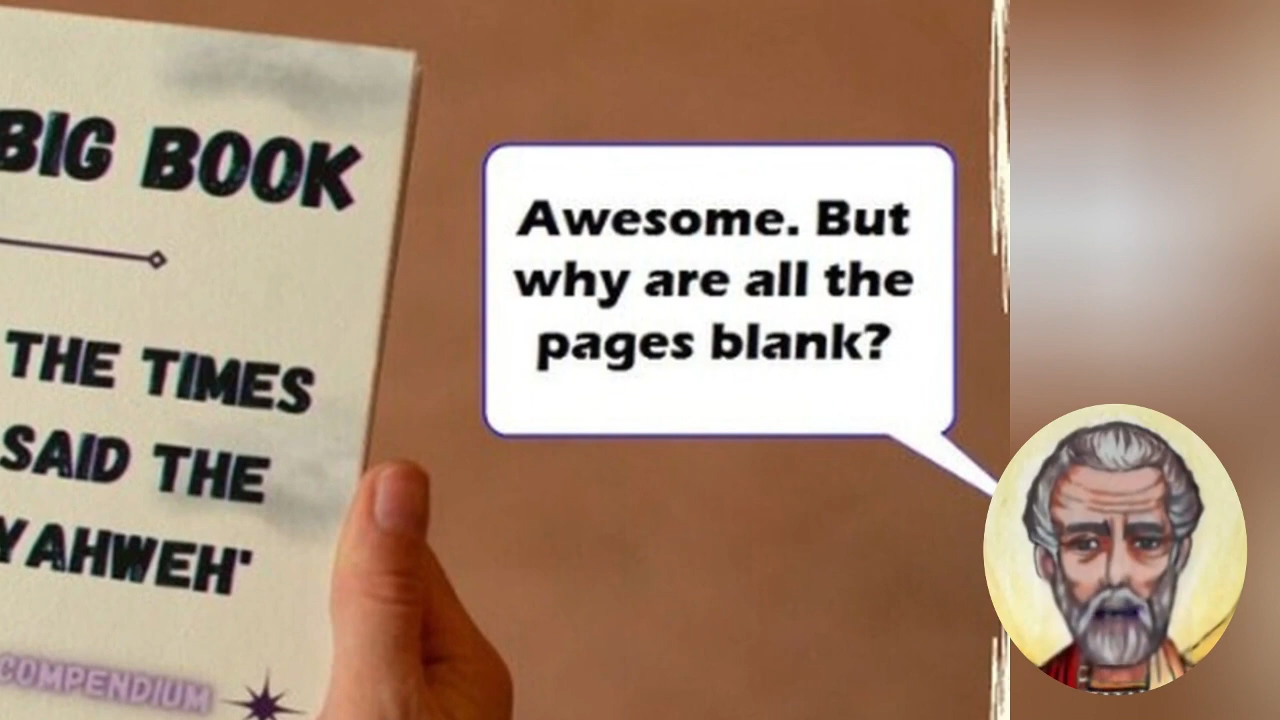 BIG BOOK
THE TIMES
SAID THE
YAHWEH'
COMPENDIUM
Awesome. But
why are all the
pages blank?